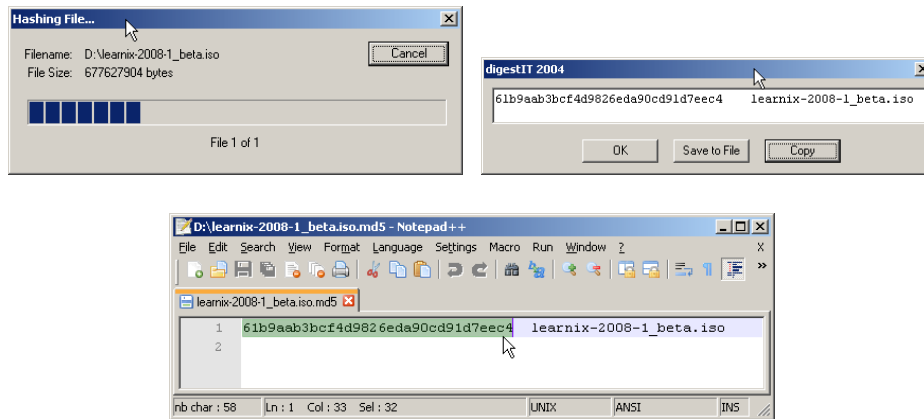 Hashing File...
Filename: D:\learnix-2008-1_beta.iso
Cancel
File Size: 677627904 bytes
File 1 of 1
digestIT 2004
61b9aab3bcf4d9826eda90cd91d7eec4 learnix-2008-1_beta.iso
OK Save to File Copy
D:\learnix-2008-1_beta.iso.md5 - Notepad++
File Edit Search View Format Language Settings Macro Run Window ? X
learnix-2008-1_beta.iso.md5
1 61b9aab3bcf4d9826eda90cd91d7eec4 learnix-2008-1_beta.iso
2
nb char : 58 Ln : 1 Col : 33 Sel : 32 UNIX ANSI INS